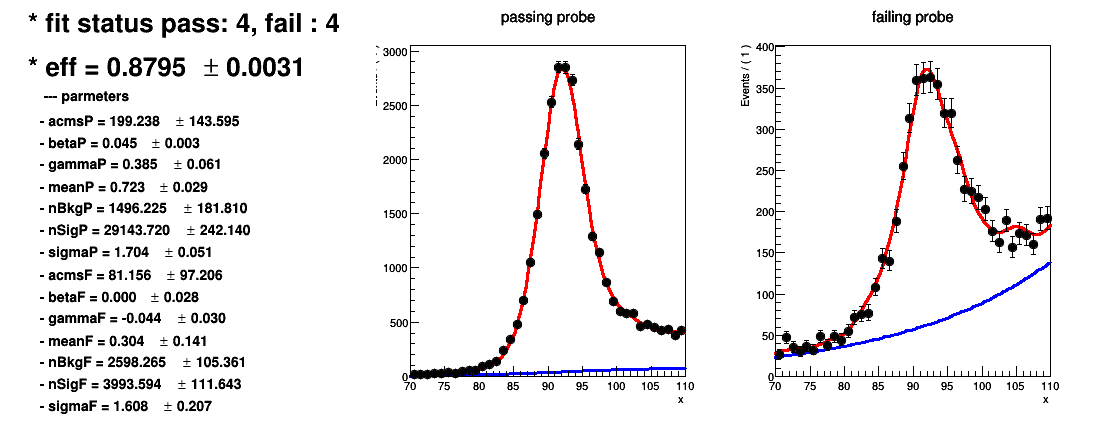 * fit status pass: 4, fail : 4
* eff = 0.8795 ± 0.0031
--- parmeters
- acmsP = 199.238 ± 143.595
- betaP = 0.045 ± 0.003
- gammaP = 0.385 ± 0.061
- meanP = 0.723 ± 0.029
- nBkgP = 1496.225 ± 181.810
- nSigP = 29143.720 ± 242.140
- sigmaP = 1.704 ± 0.051
- acmsF = 81.156 ± 97.206
- betaF = 0.000 ± 0.028
- gammaF = -0.044 ± 0.030
- meanF = 0.304 ± 0.141
- nBkgF = 2598.265 ± 105.361
- nSigF = 3993.594 ± 111.643
- sigmaF = 1.608 ± 0.207
passing probe
3000
2500
2000
1500
1000
500
0
70 75 80 85 90 95 100 105 110
x
failing probe
Events / ( 1 )
400
350
300
250
200
150
100
50
0
70 75 80 85 90 95 100 105 110
x